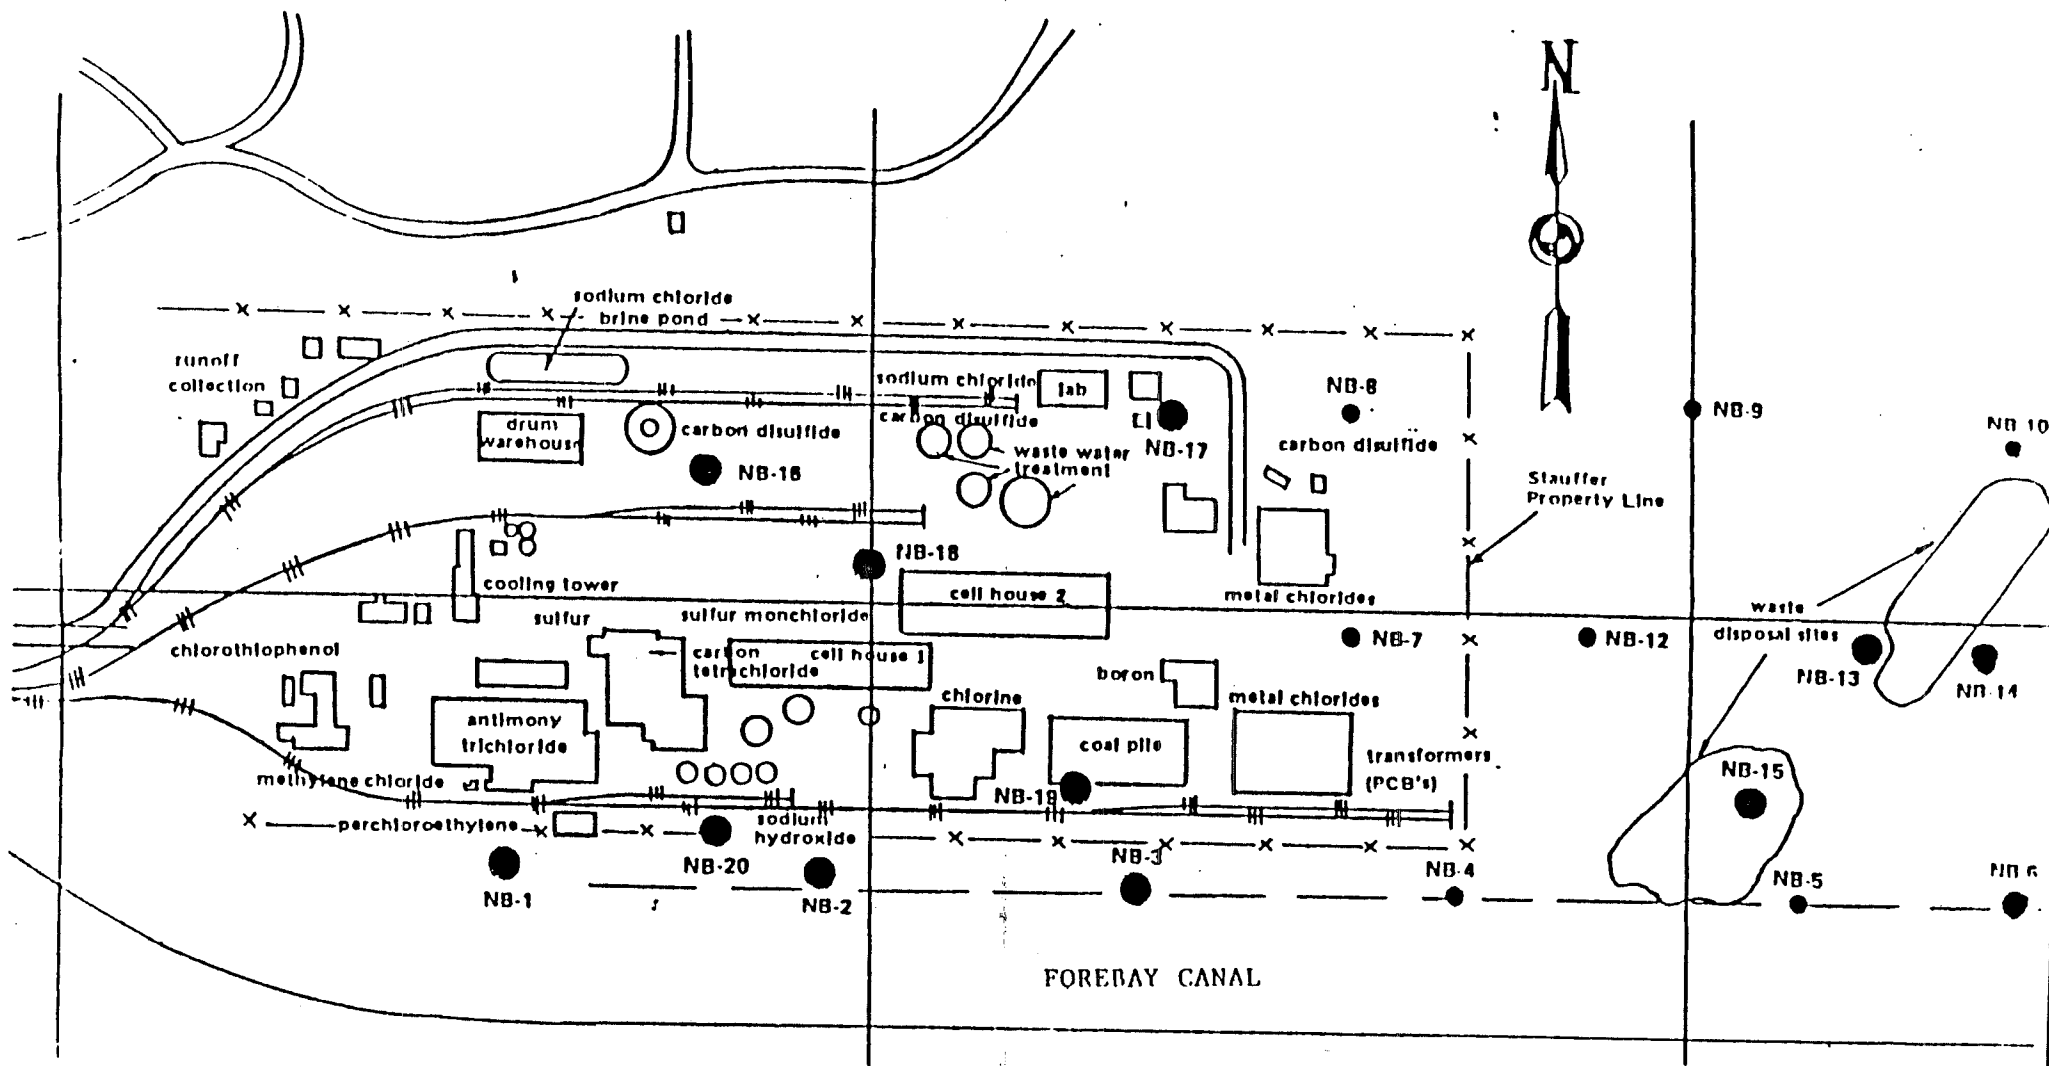 N
sodium chloride
brine pond
runoff
collection
sodium chloride
lab
NB-8
NB-9
NB-10
drum
warehouse
carbon disulfide
carbon disulfide
NB-17
carbon disulfide
NB-16
waste water
treatment
Stauffer
Property Line
NB-18
cooling tower
cell house 2
metal chlorides
waste
disposal sites
sulfur
sulfur monchloride
NB-7
NB-12
chlorothiophenol
carbon
tetrachloride
cell house 1
boron
NB-13
NB-14
chlorine
metal chlorides
antimony
trichloride
coal pile
transformers
(PCB's)
NB-15
methylene chloride
NB-19
perchloroethylene
sodium
hydroxide
NB-20
NB-3
NB-4
NB-5
NB-6
NB-1
NB-2
FOREBAY CANAL